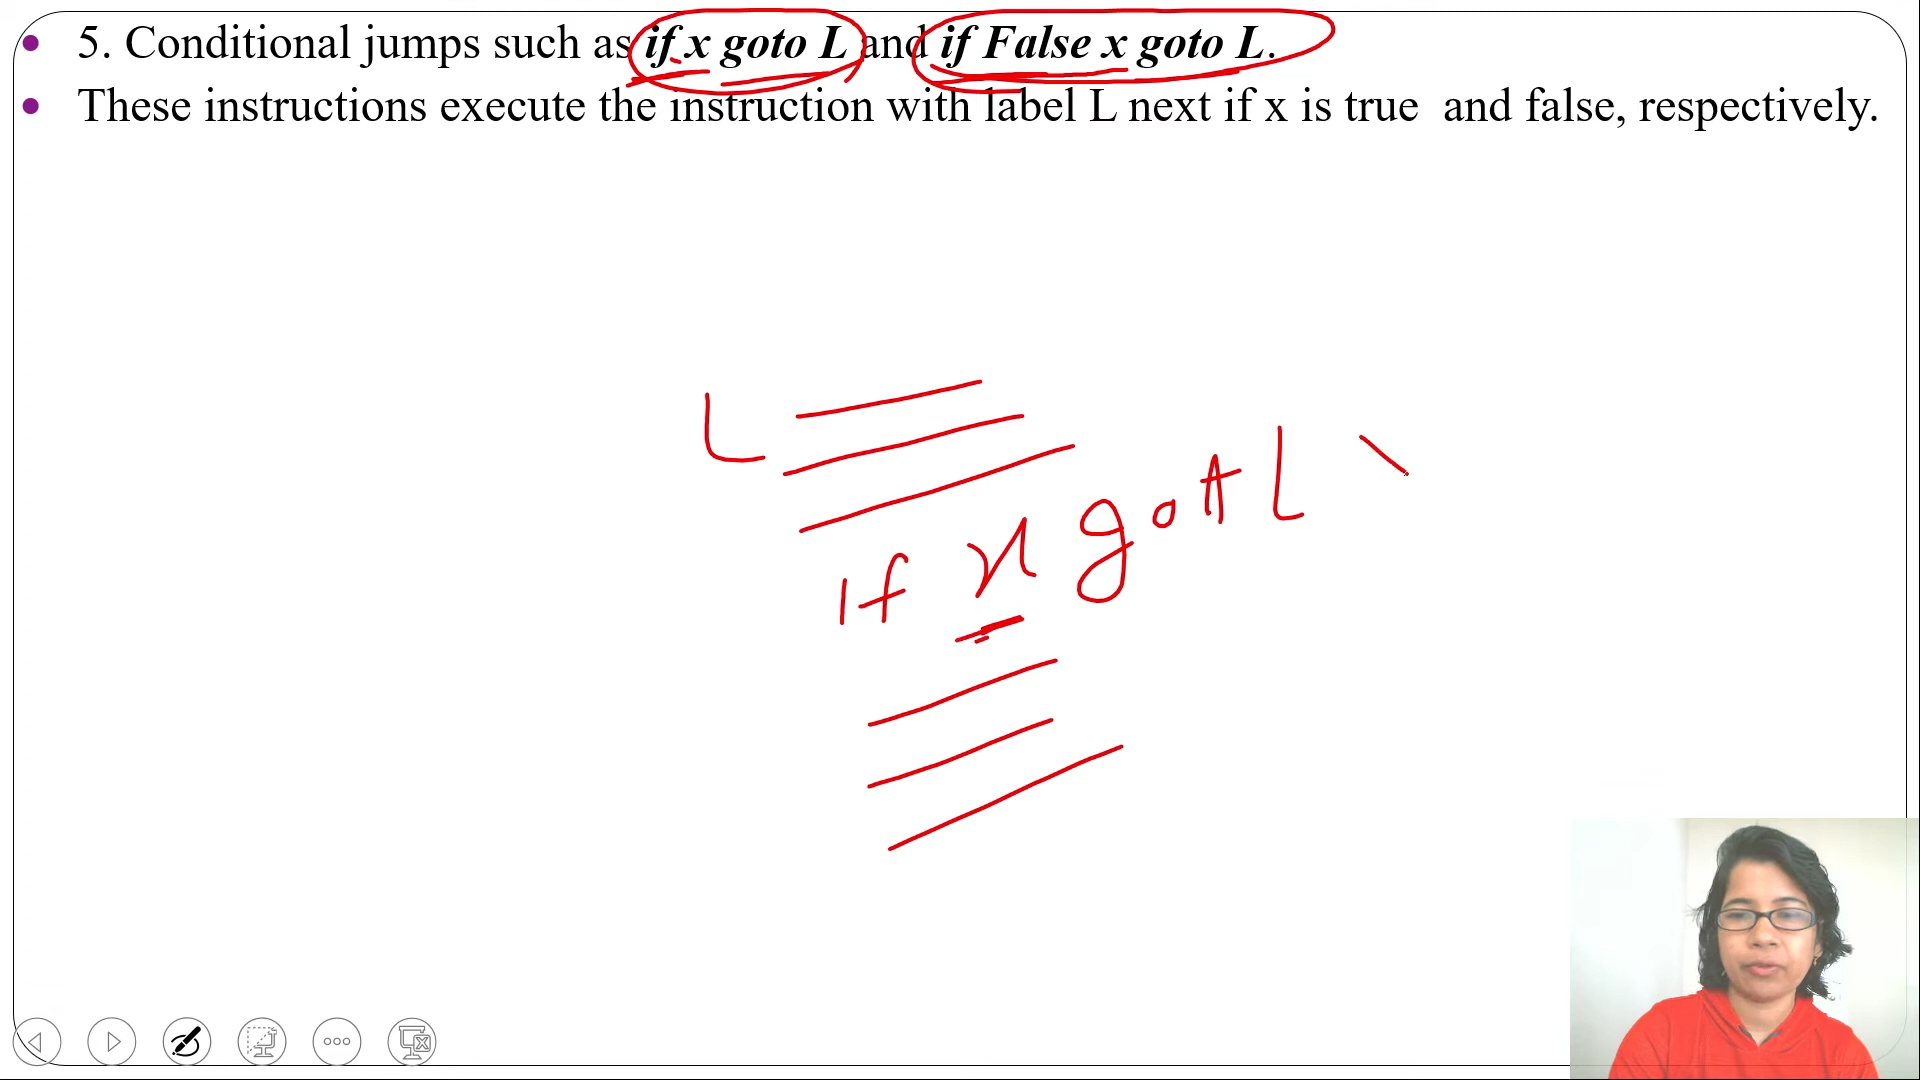 • 5. Conditional jumps such as if x goto L and if False x goto L.
• These instructions execute the instruction with label L next if x is true and false, respectively.
L
If x goto L